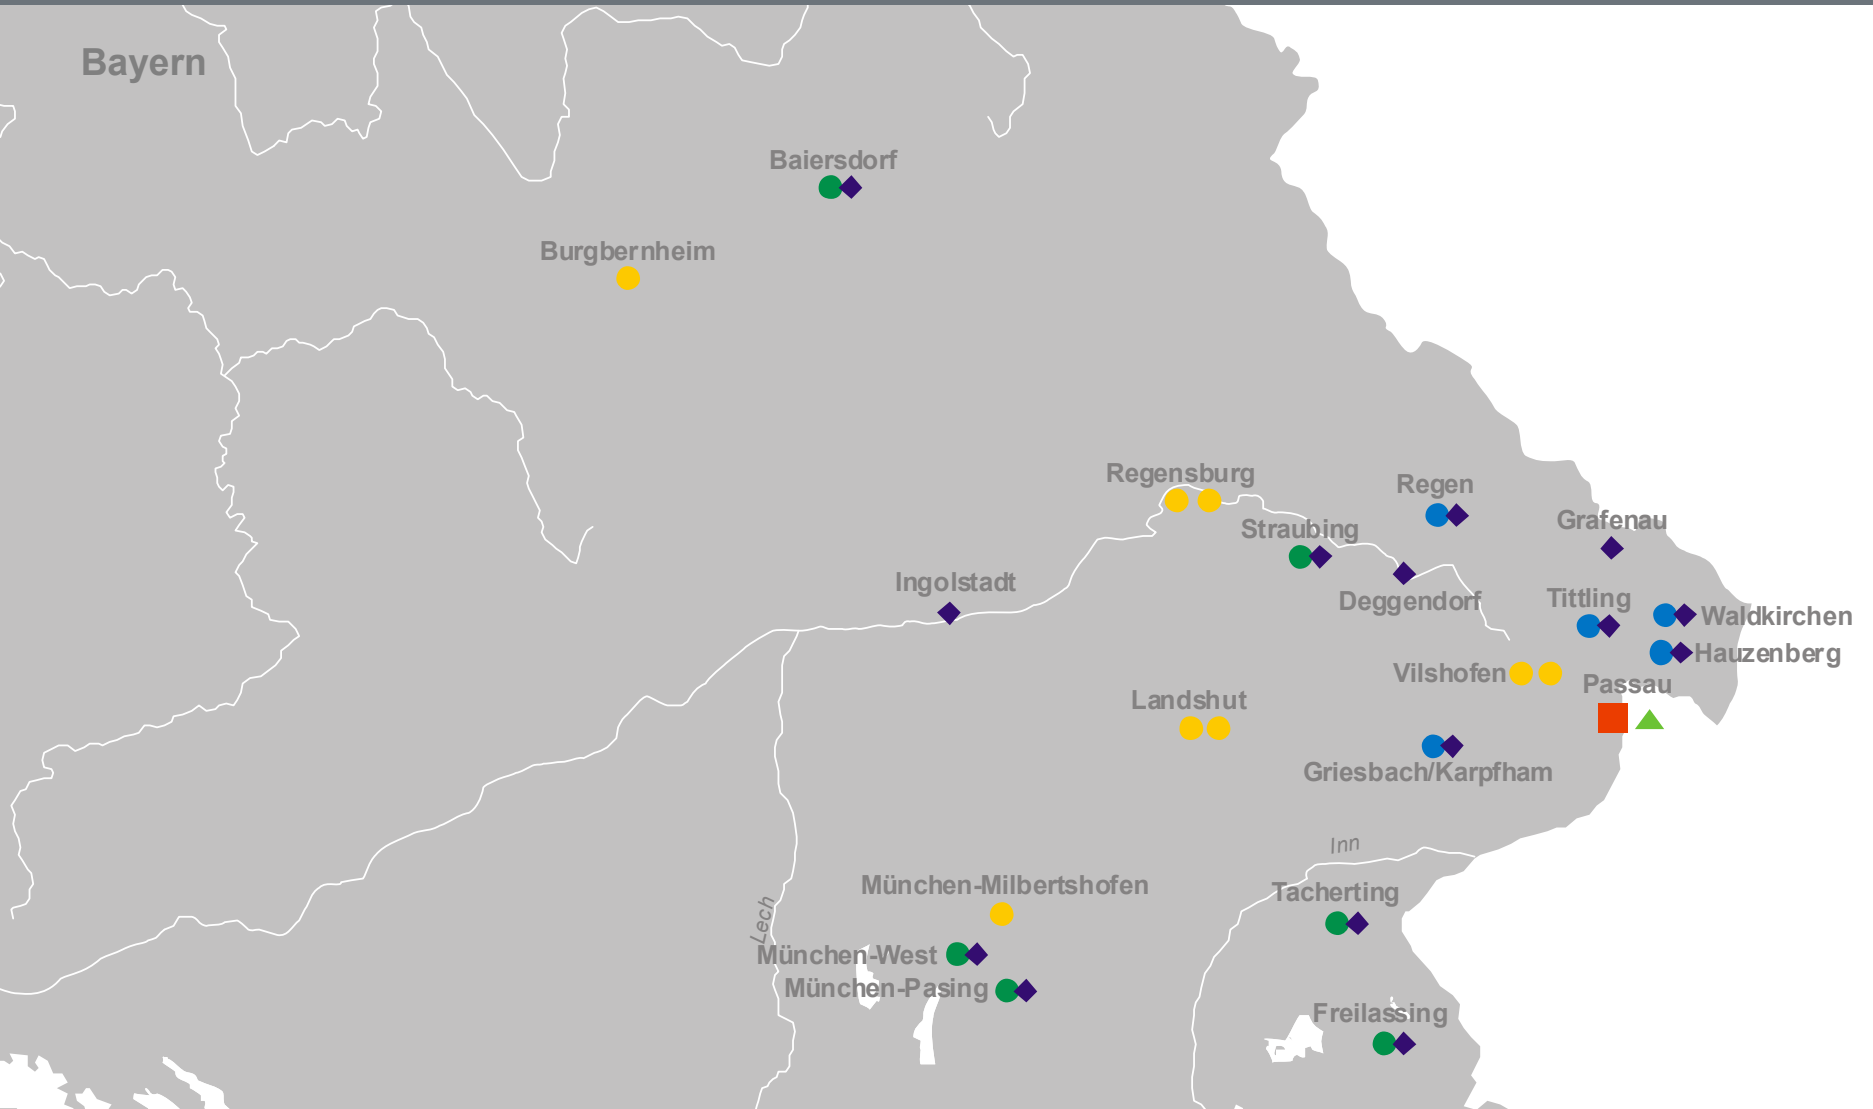 Bayern
Baiersdorf
Burgbernheim
Regensburg
Regen
Grafenau
Straubing
Ingolstadt
Deggendorf
Tittling
Waldkirchen
Hauzenberg
Vilshofen
Passau
Landshut
Griesbach/Karpfham
Inn
München-Milbertshofen
Tacherting
Lech
München-West
München-Pasing
Freilassing